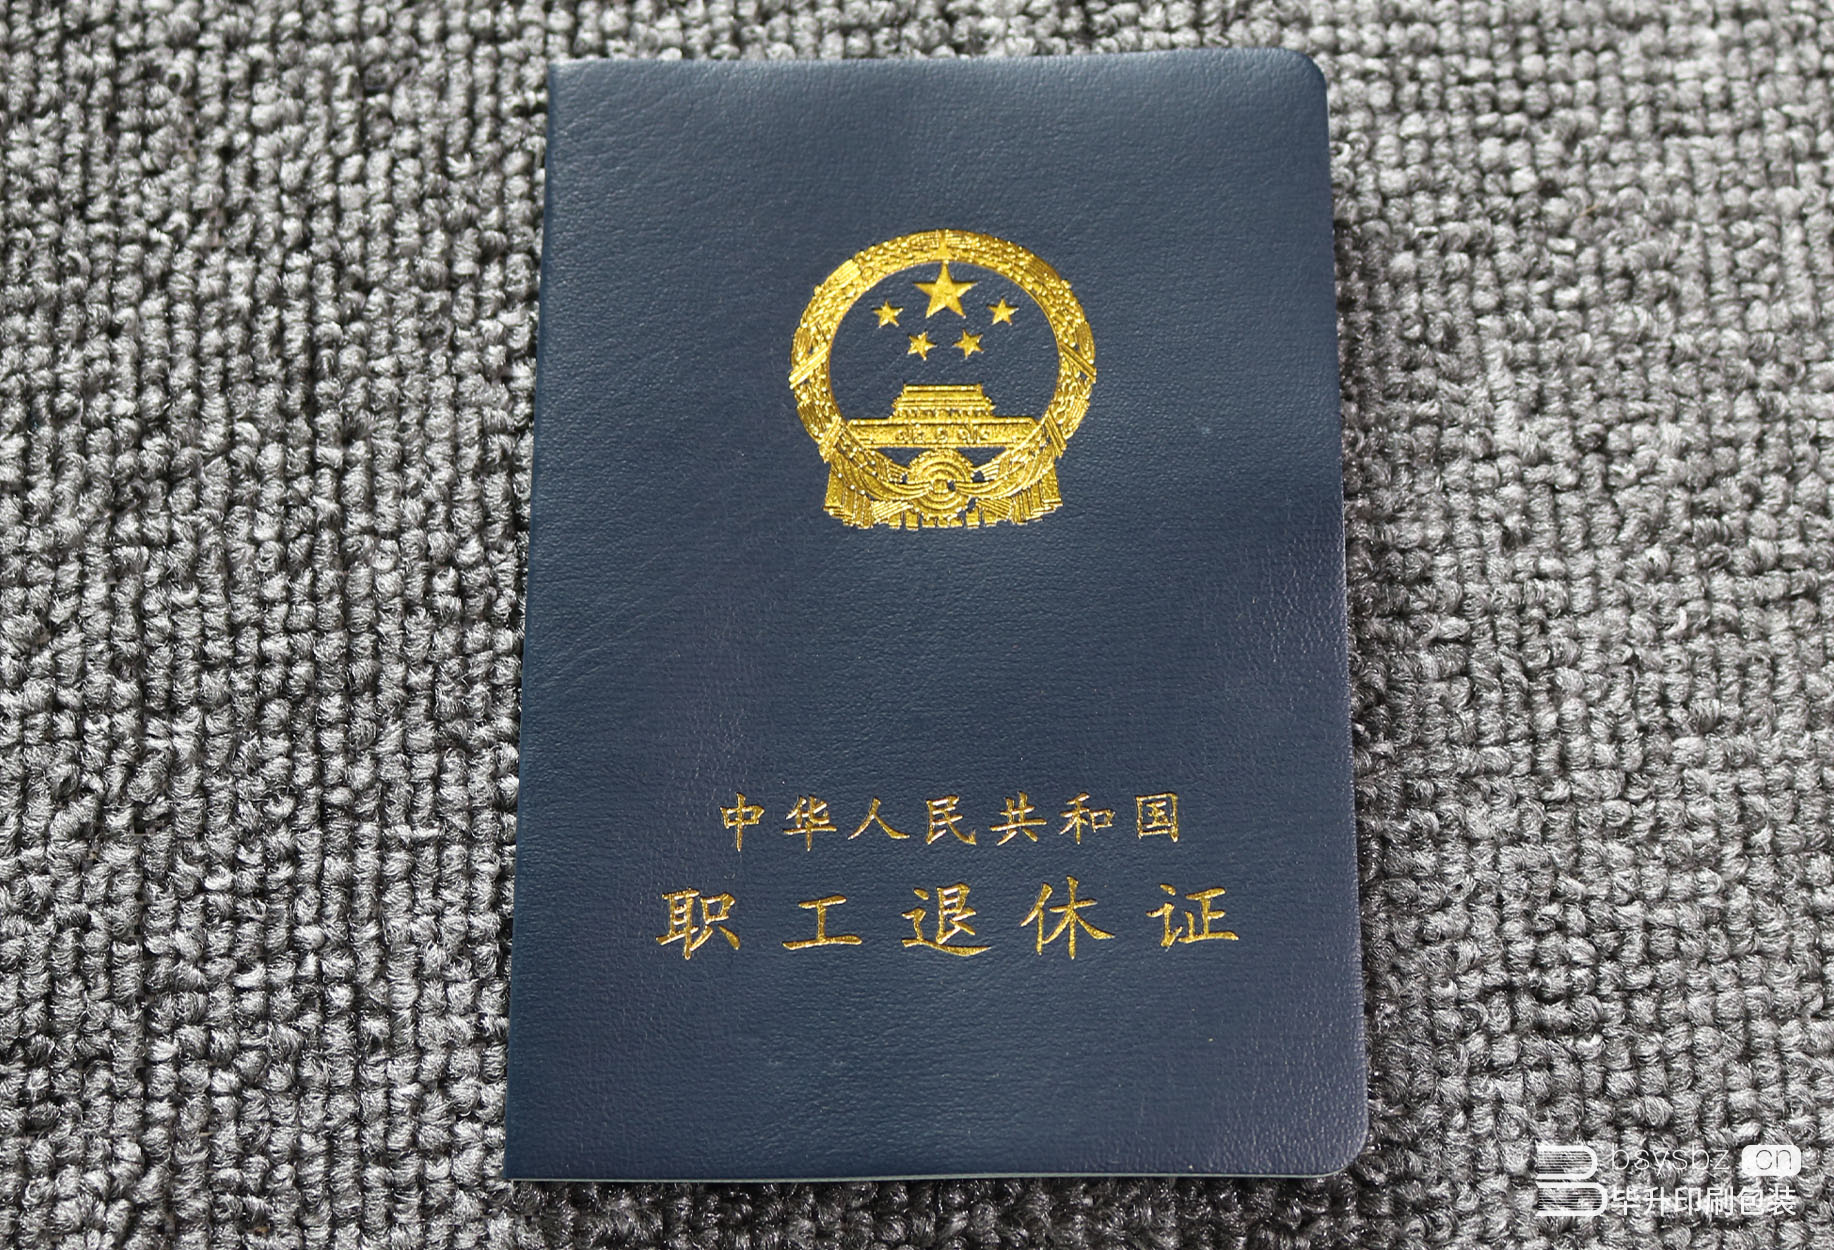 中华人民共和国
职工退休证
bsysbz.cn
毕升印刷包装